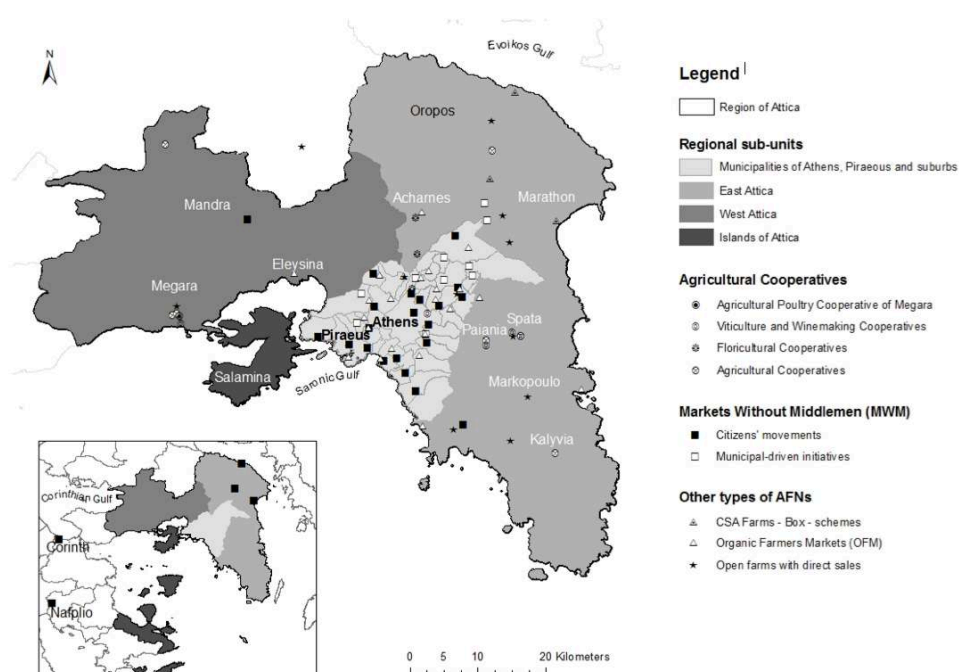 N
Evoikos Gulf
Oropos
Acharnes
Marathon
Mandra
Eleysina
Megara
Athens
Piraeus
Paiania
Spata
Salamina
Saronic Gulf
Markopoulo
Kalyvia
Corinthian Gulf
Corinth
Nafplio
0 5 10 20 Kilometers
Legend
Region of Attica
Regional sub-units
Municipalities of Athens, Piraeous and suburbs
East Attica
West Attica
Islands of Attica
Agricultural Cooperatives
Agricultural Poultry Cooperative of Megara
Viticulture and Winemaking Cooperatives
Floricultural Cooperatives
Agricultural Cooperatives
Markets Without Middlemen (MWM)
Citizens' movements
Municipal-driven initiatives
Other types of AFNs
CSA Farms - Box - schemes
Organic Farmers Markets (OFM)
Open farms with direct sales